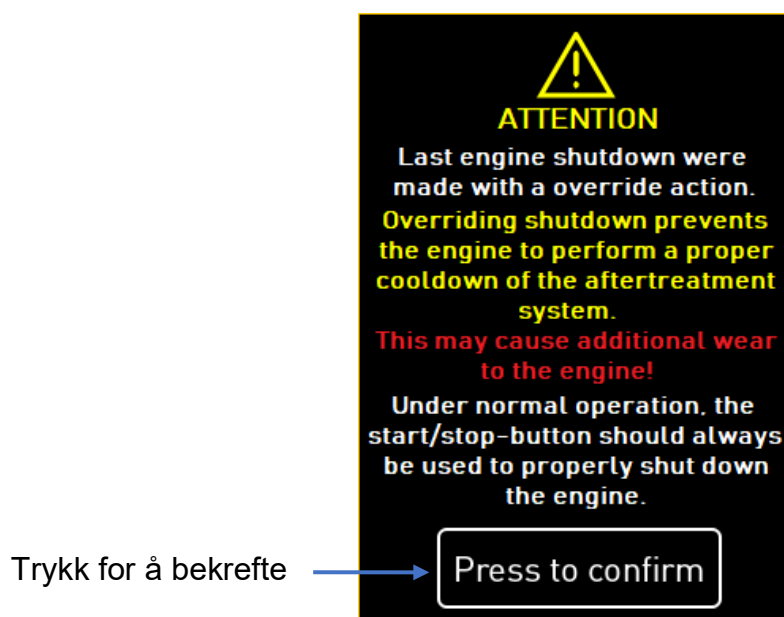 ATTENTION
Last engine shutdown were
made with a override action.
Overriding shutdown prevents
the engine to perform a proper
cooldown of the aftertreatment
system.
This may cause additional wear
to the engine!
Under normal operation, the
start/stop-button should always
be used to properly shut down
the engine.
Trykk for å bekrefte
Press to confirm